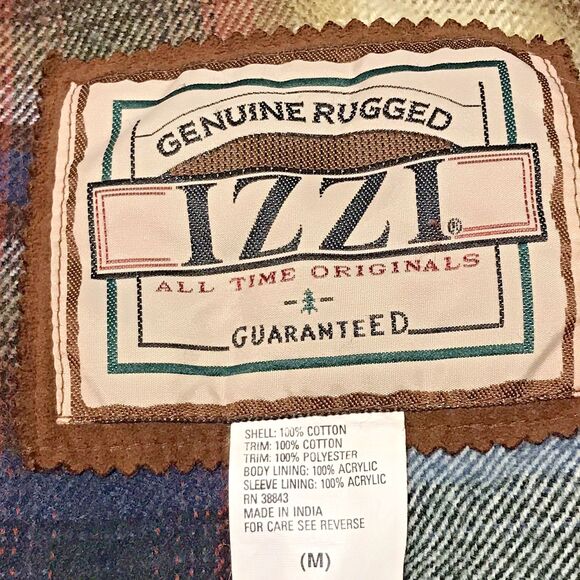 GENUINE RUGGED
IZZI®
ALL TIME ORIGINALS
GUARANTEED
SHELL: 100% COTTON
TRIM: 100% COTTON
TRIM: 100% POLYESTER
BODY LINING: 100% ACRYLIC
SLEEVE LINING: 100% ACRYLIC
RN 38843
MADE IN INDIA
FOR CARE SEE REVERSE
(M)